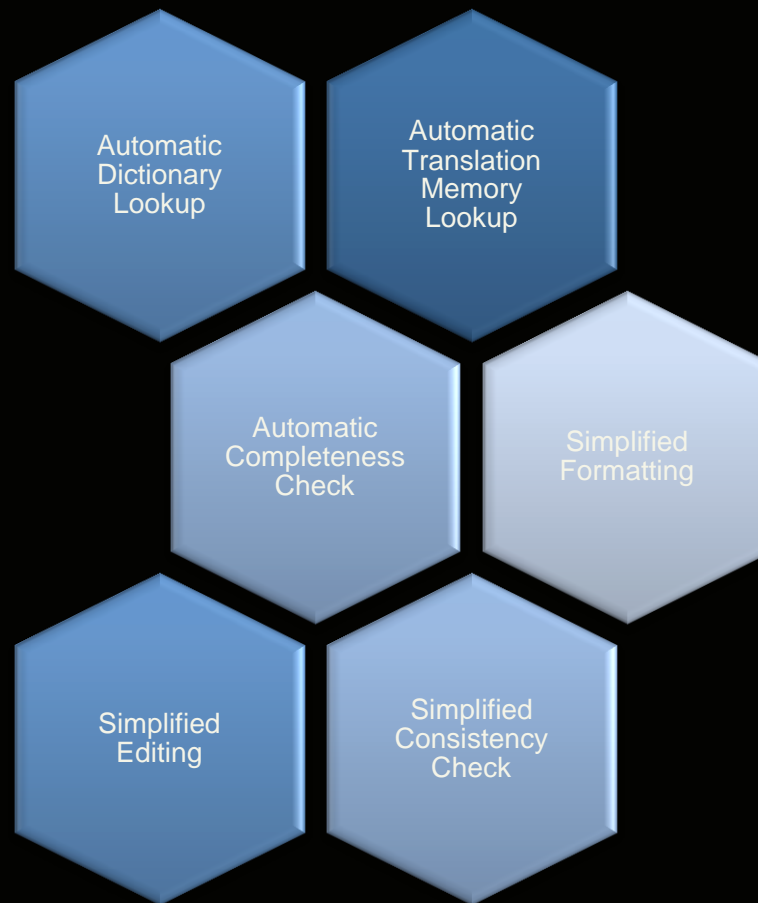 Automatic
Dictionary
Lookup
Automatic
Translation
Memory
Lookup
Automatic
Completeness
Check
Simplified
Formatting
Simplified
Editing
Simplified
Consistency
Check